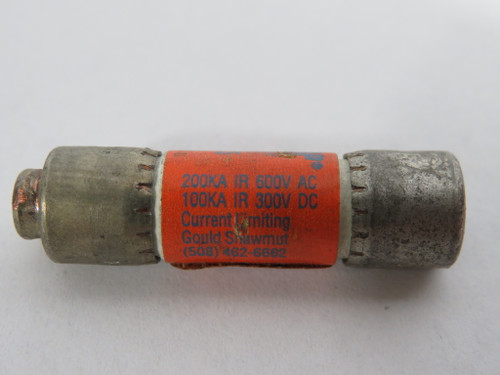 200KA IR 600V AC
100KA IR 300V DC
Current Limiting
Gould Shawmut
(508) 462-6662